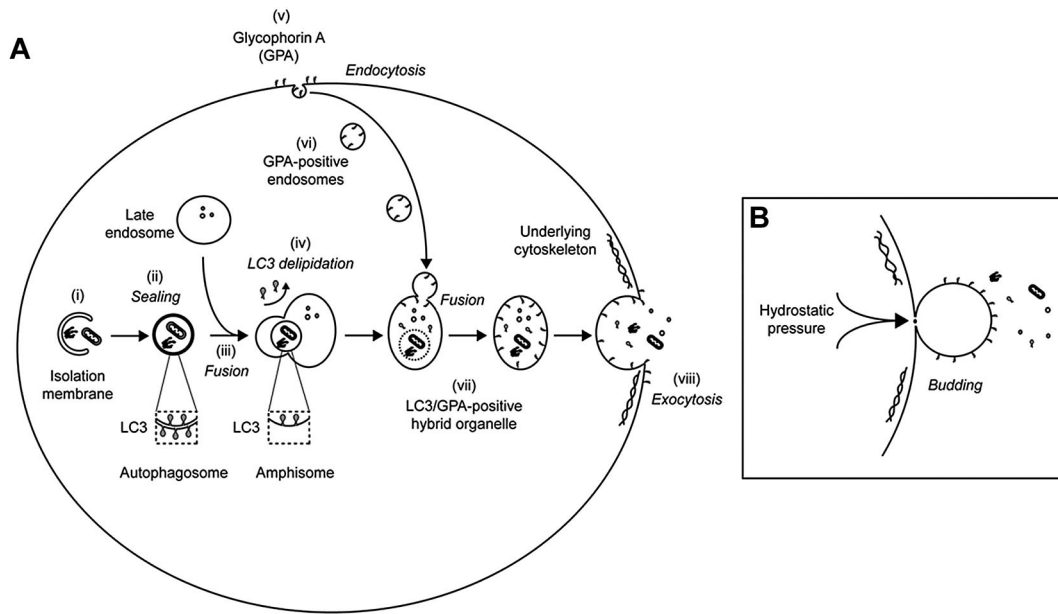 A
(v)
Glycophorin A
(GPA)
Endocytosis
(vi)
GPA-positive
endosomes
Late
endosome
(iv)
LC3 delipidation
Underlying
cytoskeleton
(i)
(ii)
Sealing
(iii)
Fusion
Fusion
Isolation
membrane
LC3
LC3
(vii)
LC3/GPA-positive
hybrid organelle
(viii)
Exocytosis
Autophagosome
Amphisome
B
Hydrostatic
pressure
Budding